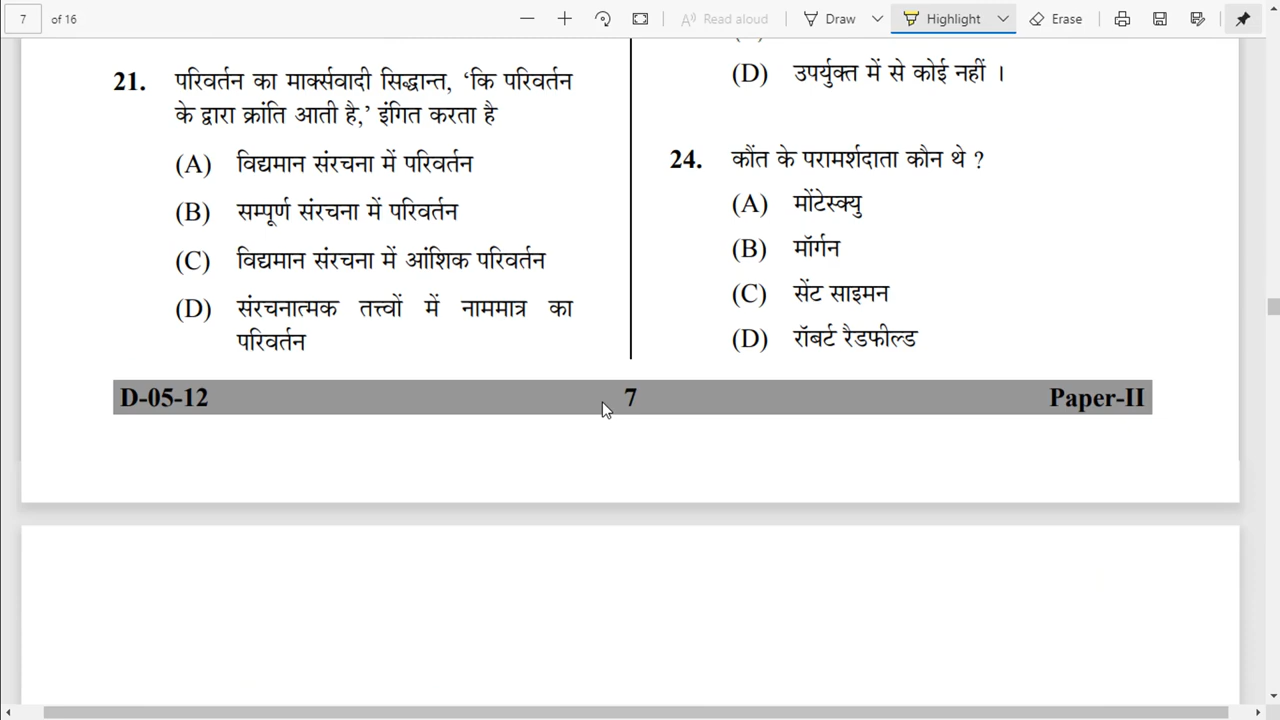 7 of 16 Read aloud Draw Highlight Erase
21. परिवर्तन का मार्क्सवादी सिद्धान्त, ‘कि परिवर्तन
के द्वारा क्रांति आती है,’ इंगित करता है
(A) विद्यमान संरचना में परिवर्तन
(B) सम्पूर्ण संरचना में परिवर्तन
(C) विद्यमान संरचना में आंशिक परिवर्तन
(D) संरचनात्मक तत्त्वों में नाममात्र का
परिवर्तन
(D) उपर्युक्त में से कोई नहीं ।
24. कौंत के परामर्शदाता कौन थे ?
(A) मोंटेस्क्यु
(B) मॉर्गन
(C) सेंट साइमन
(D) रॉबर्ट रैडफील्ड
D-05-12 7 Paper-II